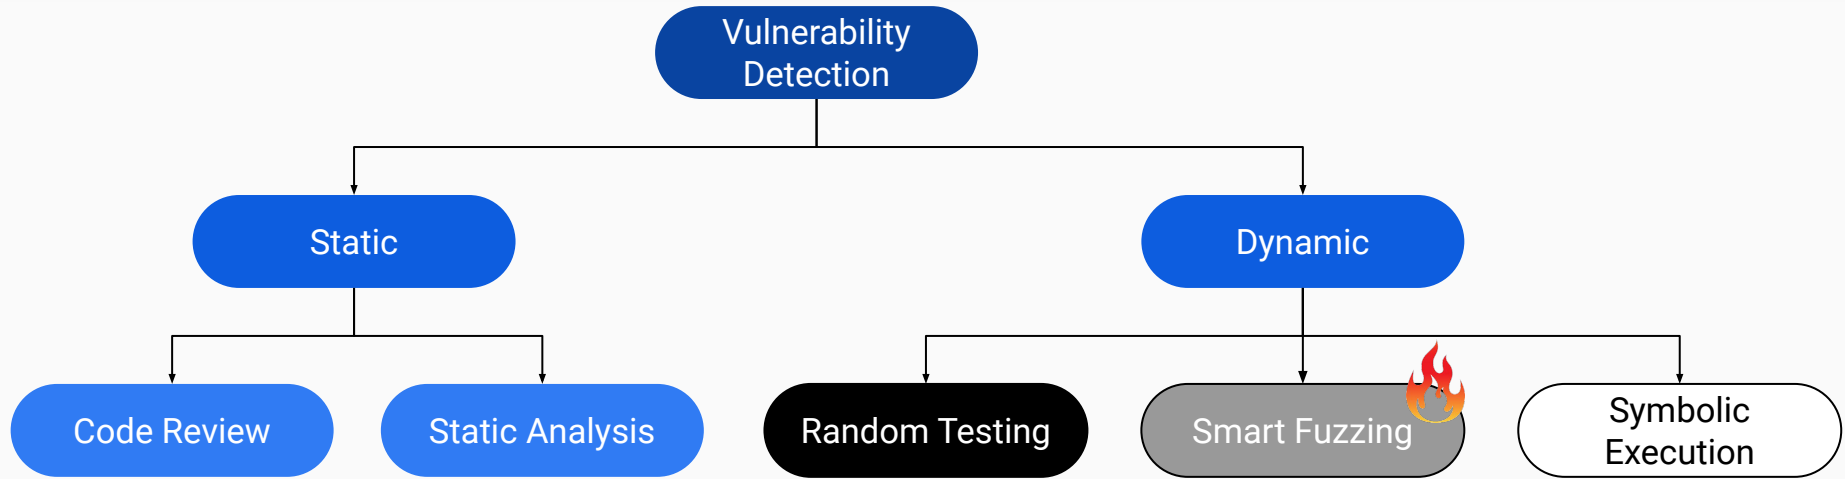 Vulnerability
Detection
Static
Dynamic
Code Review
Static Analysis
Random Testing
Smart Fuzzing
Symbolic
Execution